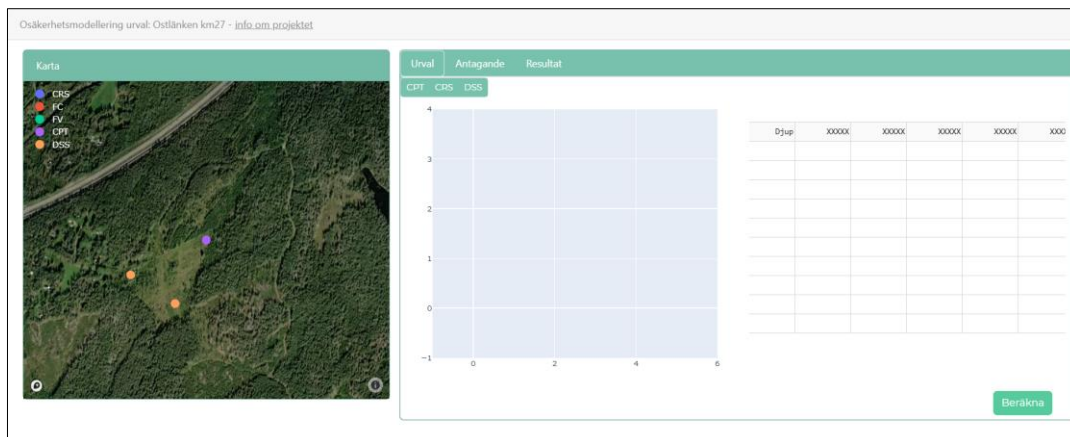 Osäkerhetsmodellering urval: Ostlänken km27 - info om projektet
Karta
CRS
FC
FV
CPT
DSS
Urval Antagande Resultat
CPT CRS DSS
4
3
2
1
0
−1
0 2 4 6
Djup XXXXX XXXXX XXXXX XXXXX XXXX
Beräkna